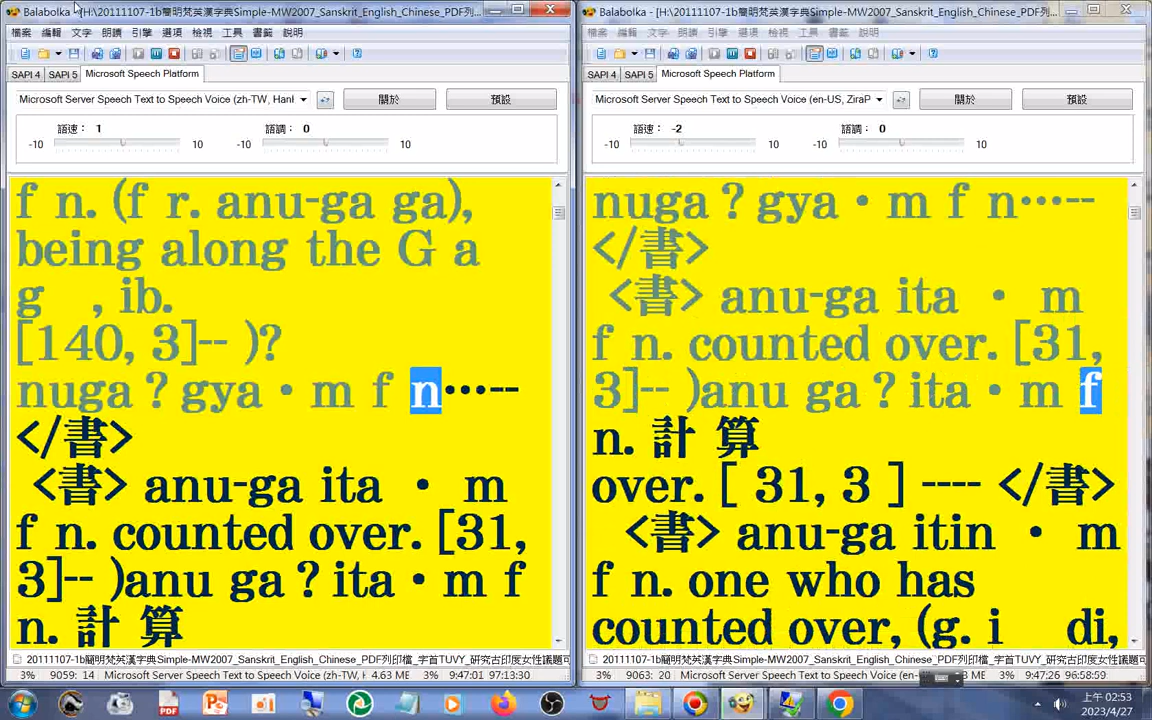 Balabolka - [H:\20111107-1b簡明梵英漢字典Simple-MW2007_Sanskrit_English_Chinese_PDF列印檔_字...
檔案 編輯 文字 朗讀 引擎 選項 檢視 工具 書籤 說明
SAPI 4 SAPI 5 Microsoft Speech Platform
Microsoft Server Speech Text to Speech Voice (zh-TW, Hanl 關於 預設
語速： 1 語調： 0
-10 10 -10 10
f n. (f r. anu-ga ga),
being along the G a
g , ib.
[140, 3]-- )?
nuga ? gya · m f n…--
</書>
<書> anu-ga ita · m
f n. counted over. [31,
3]-- )anu ga ? ita · m f
n. 計 算
20111107-1b簡明梵英漢字典Simple-MW2007_Sanskrit_English_Chinese_PDF列印檔_字首TUVY_研究古印度女性議題可
3% 9059: 14 Microsoft Server Speech Text to Speech Voice (zh-TW, H 4.63 MB 3% 9:47:01 97:13:30
Balabolka - [H:\20111107-1b簡明梵英漢字典Simple-MW2007_Sanskrit_English_Chinese_PDF列...
檔案 編輯 文字 朗讀 引擎 選項 檢視 工具 書籤 說明
SAPI 4 SAPI 5 Microsoft Speech Platform
Microsoft Server Speech Text to Speech Voice (en-US, ZiraP 關於 預設
語速： -2 語調： 0
-10 10 -10 10
nuga ? gya · m f n…--
</書>
<書> anu-ga ita · m
f n. counted over. [31,
3]-- )anu ga ? ita · m f
n. 計 算
over. [ 31, 3 ] ---- </書>
<書> anu-ga itin · m
f n. one who has
counted over, (g. i di,
20111107-1b簡明梵英漢字典Simple-MW2007_Sanskrit_English_Chinese_PDF列印檔_字首TUVY_研究古印度女性議題可
3% 9063: 20 Microsoft Server Speech Text to Speech Voice 3% 9:47:26 96:58:59
上午 02:53
2023/4/27